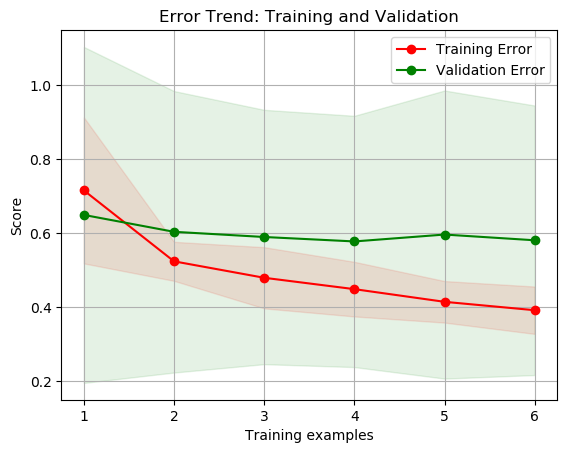 Error Trend: Training and Validation
Training Error
Validation Error
1.0
0.8
0.6
0.4
0.2
Score
1 2 3 4 5 6
Training examples